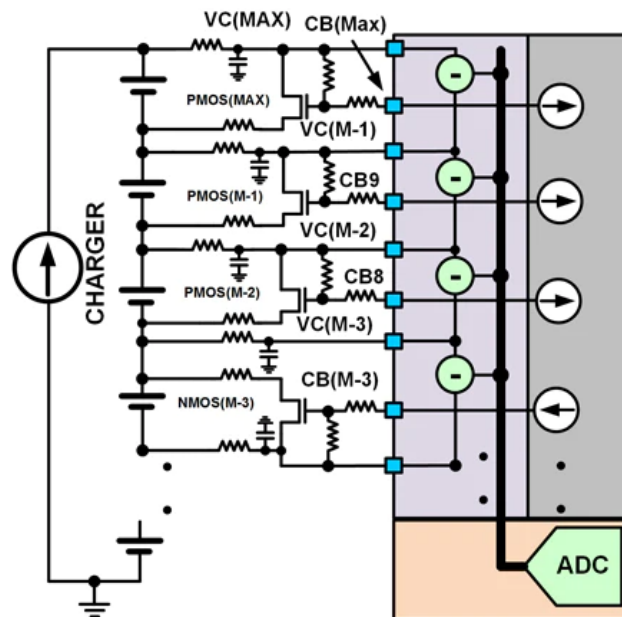 VC(MAX)
CB(Max)
PMOS(MAX)
VC(M-1)
CB9
PMOS(M-1)
VC(M-2)
CB8
PMOS(M-2)
VC(M-3)
CB(M-3)
NMOS(M-3)
CHARGER
-
-
-
-
ADC